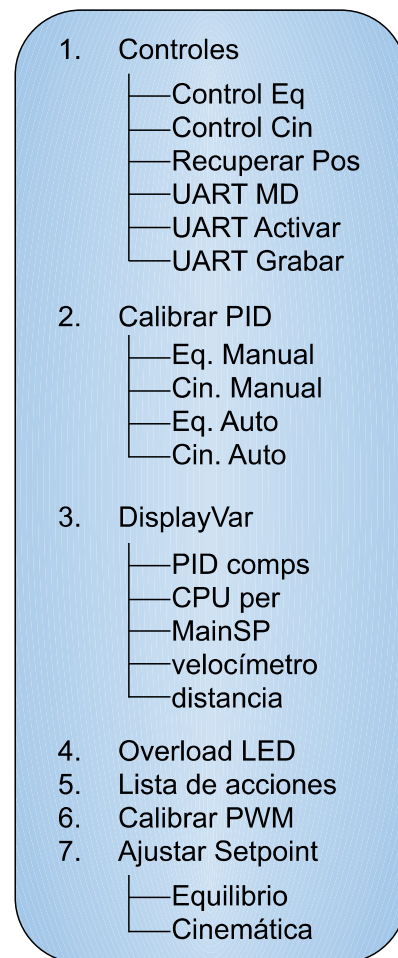 1. Controles
Control Eq
Control Cin
Recuperar Pos
UART MD
UART Activar
UART Grabar
2. Calibrar PID
Eq. Manual
Cin. Manual
Eq. Auto
Cin. Auto
3. DisplayVar
PID comps
CPU per
MainSP
velocímetro
distancia
4. Overload LED
5. Lista de acciones
6. Calibrar PWM
7. Ajustar Setpoint
Equilibrio
Cinemática